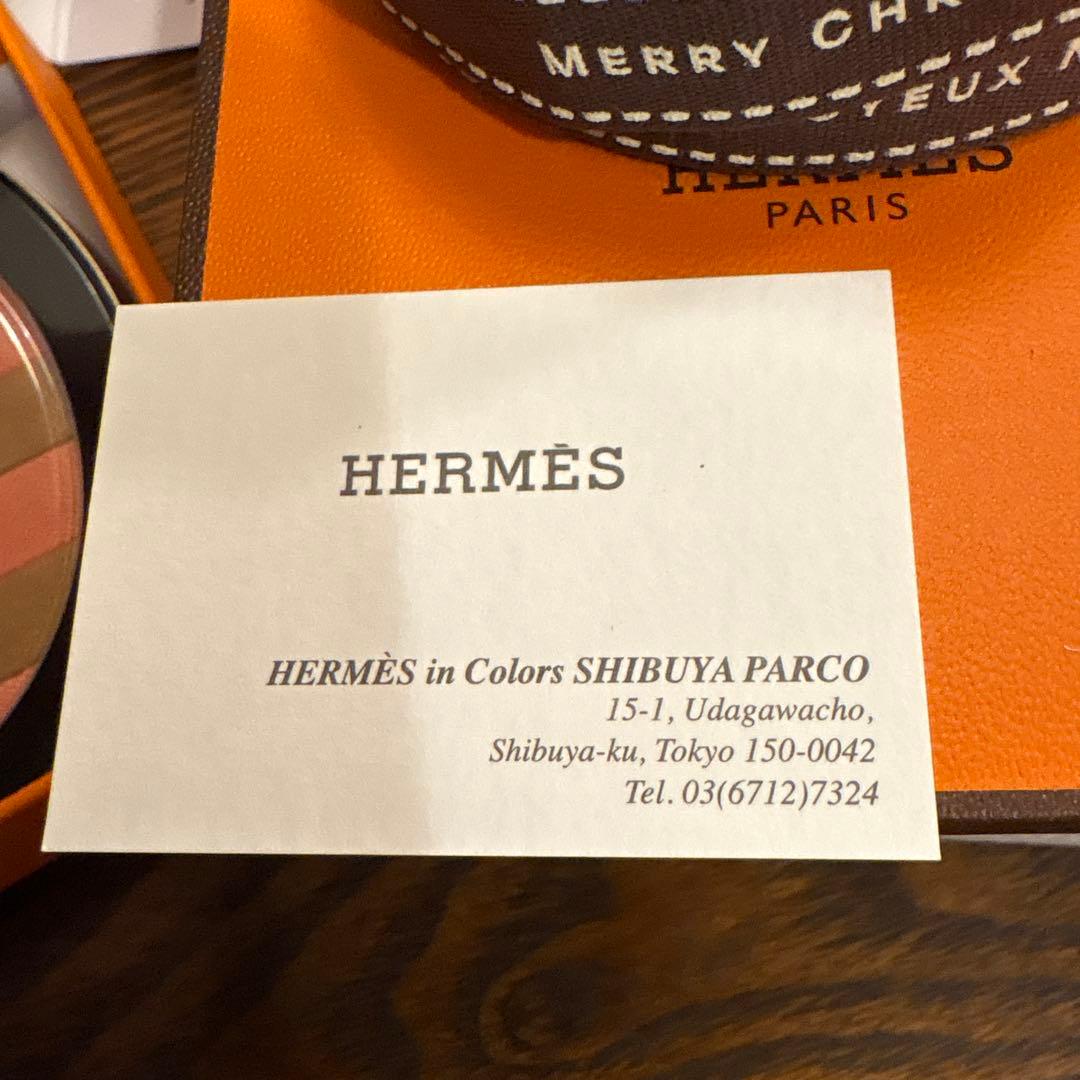 MERRY CHR
YEUX
HERMÈS
PARIS
HERMÈS
HERMÈS in Colors SHIBUYA PARCO
15-1, Udagawacho,
Shibuya-ku, Tokyo 150-0042
Tel. 03(6712)7324